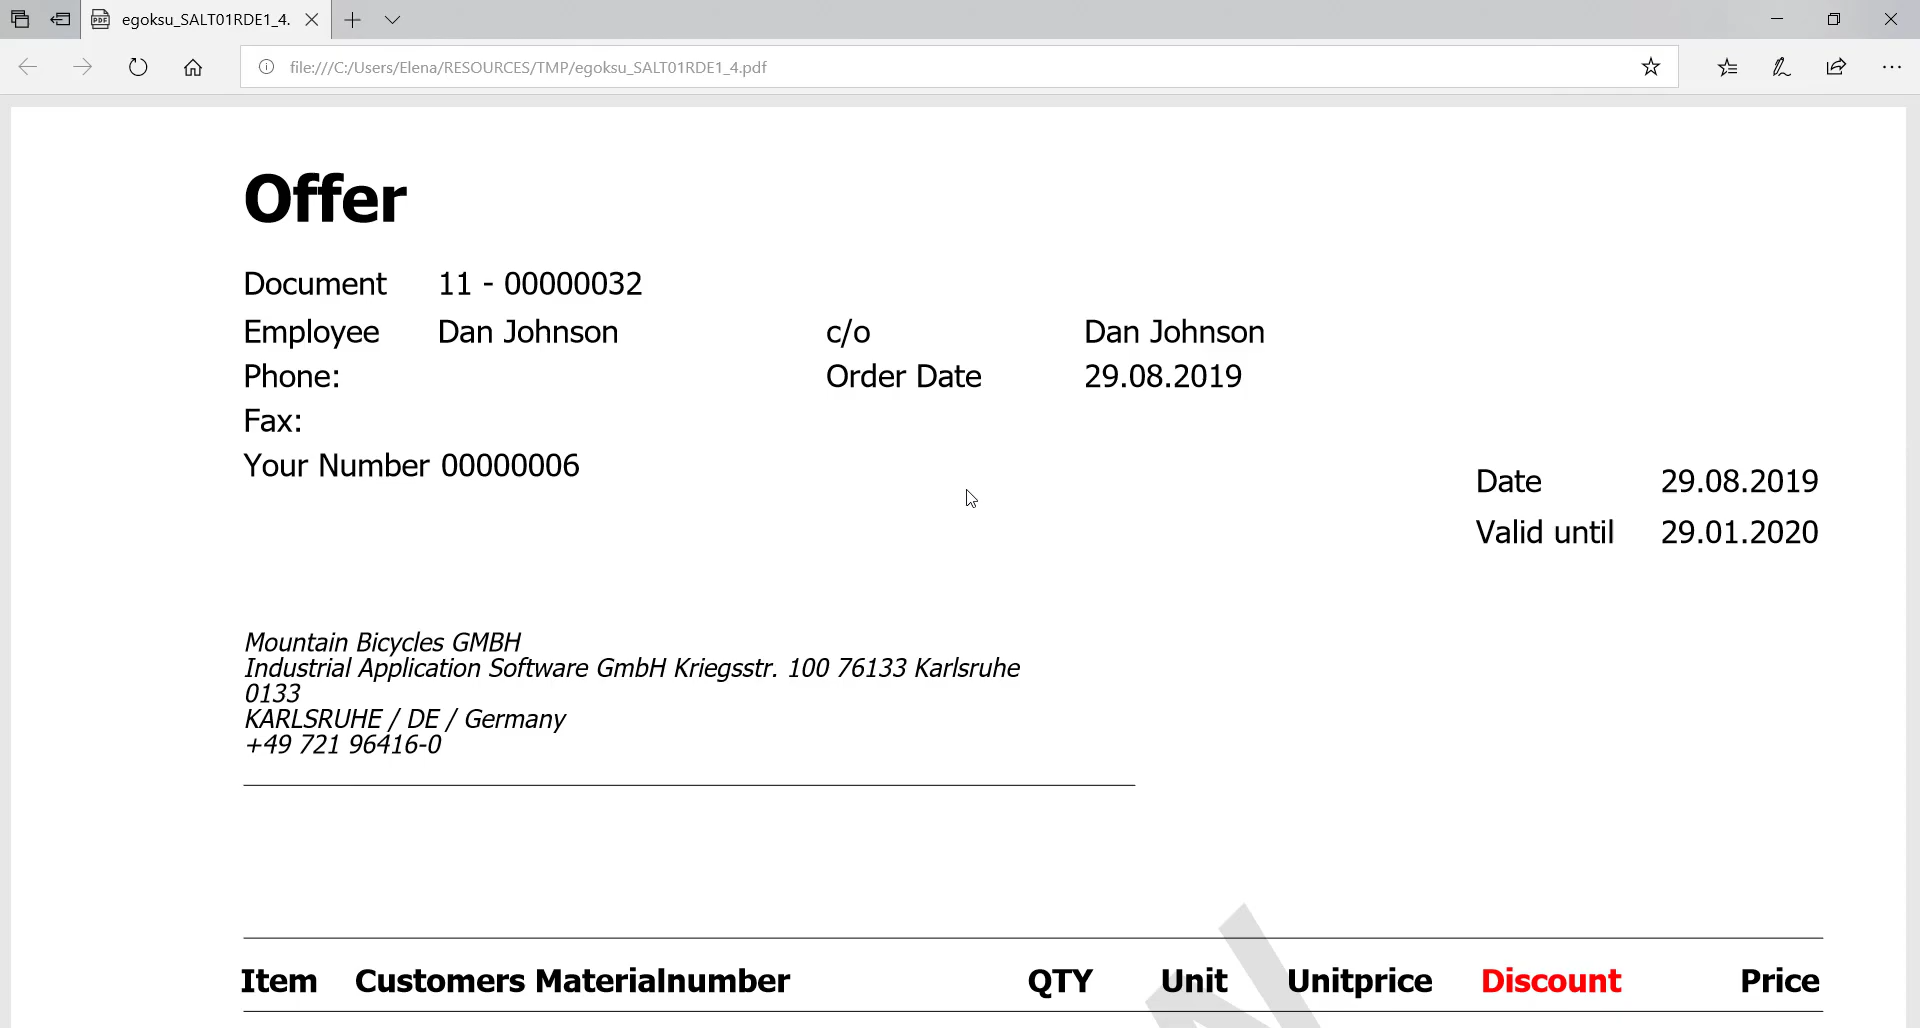 egoksu_SALT01RDE1_4.
file:///C:/Users/Elena/RESOURCES/TMP/egoksu_SALT01RDE1_4.pdf
Offer
Document 11 - 00000032
Employee Dan Johnson c/o Dan Johnson
Phone: Order Date 29.08.2019
Fax:
Your Number 00000006
Date 29.08.2019
Valid until 29.01.2020
Mountain Bicycles GMBH
Industrial Application Software GmbH Kriegsstr. 100 76133 Karlsruhe
0133
KARLSRUHE / DE / Germany
+49 721 96416-0
Item Customers Materialnumber QTY Unit Unitprice Discount Price